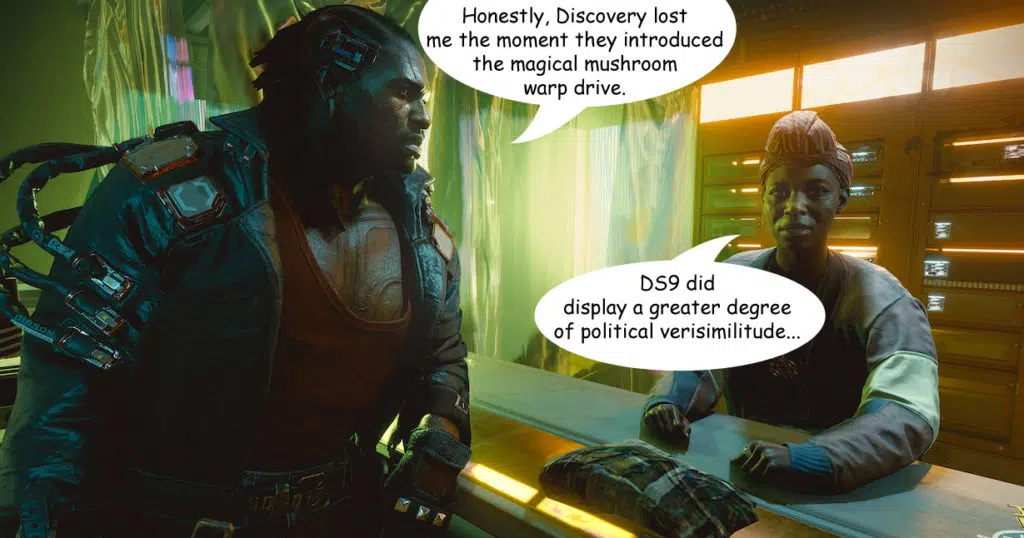 Honestly, Discovery lost
me the moment they introduced
the magical mushroom
warp drive.
DS9 did
display a greater degree
of political verisimilitude...